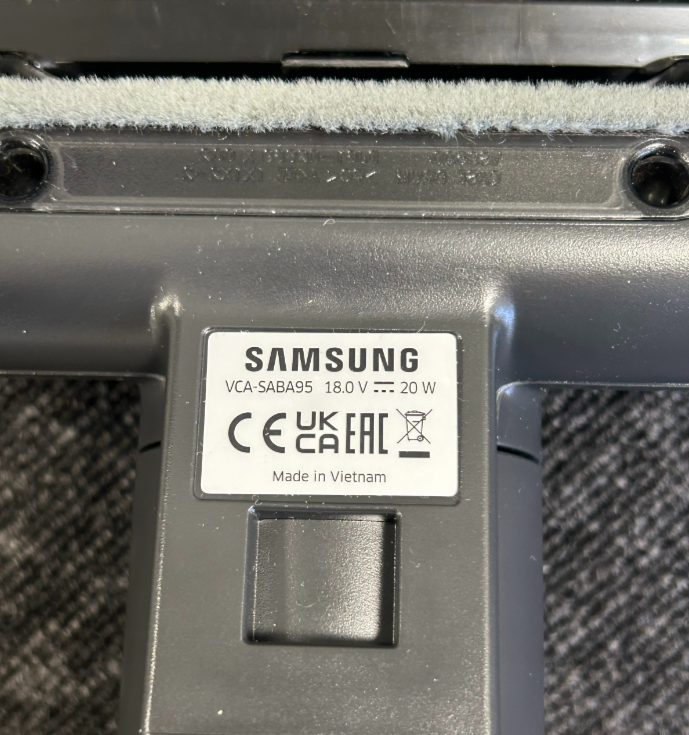 SAMSUNG
VCA-SABA95 18.0 V ⎓ 20 W
CE UK CA EAC
Made in Vietnam